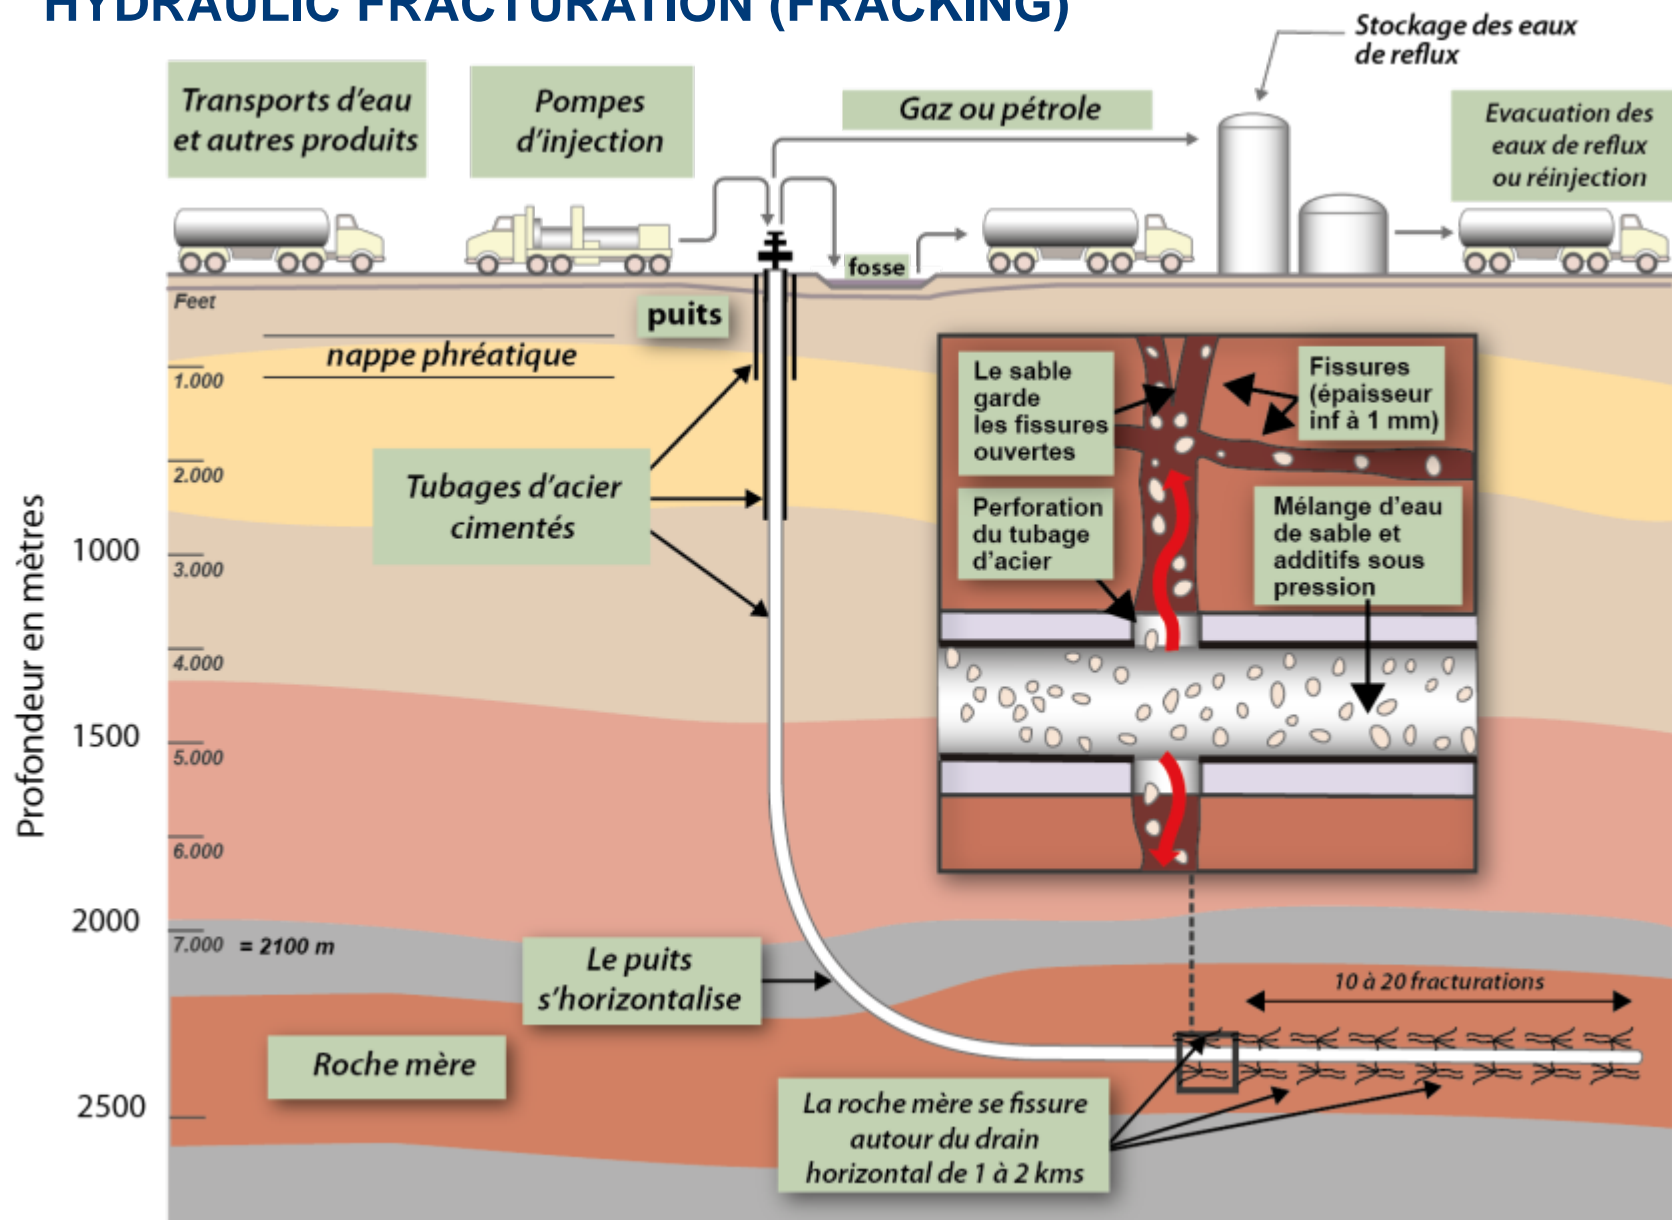 HYDRAULIC FRACTURATION (FRACKING)
Stockage des eaux
de reflux
Transports d'eau
et autres produits
Pompes
d'injection
Gaz ou pétrole
Evacuation des
eaux de reflux
ou réinjection
fosse
Feet
puits
nappe phréatique
1.000
2.000
3.000
4.000
5.000
6.000
7.000 = 2100 m
Profondeur en mètres
1000
1500
2000
2500
Tubages d'acier
cimentés
Le sable
garde
les fissures
ouvertes
Fissures
(épaisseur
inf à 1 mm)
Perforation
du tubage
d'acier
Mélange d'eau
de sable et
additifs sous
pression
Le puits
s'horizontalise
10 à 20 fracturations
Roche mère
La roche mère se fissure
autour du drain
horizontal de 1 à 2 kms